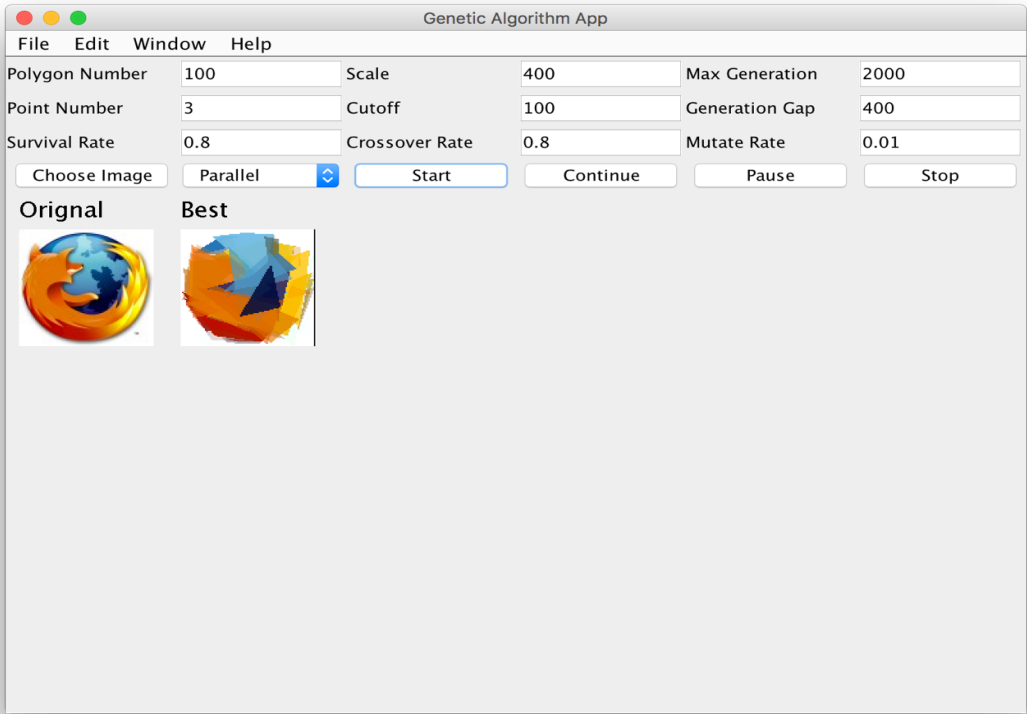 Genetic Algorithm App
File Edit Window Help
Polygon Number 100 Scale 400 Max Generation 2000
Point Number 3 Cutoff 100 Generation Gap 400
Survival Rate 0.8 Crossover Rate 0.8 Mutate Rate 0.01
Choose Image Parallel Start Continue Pause Stop
Orignal Best